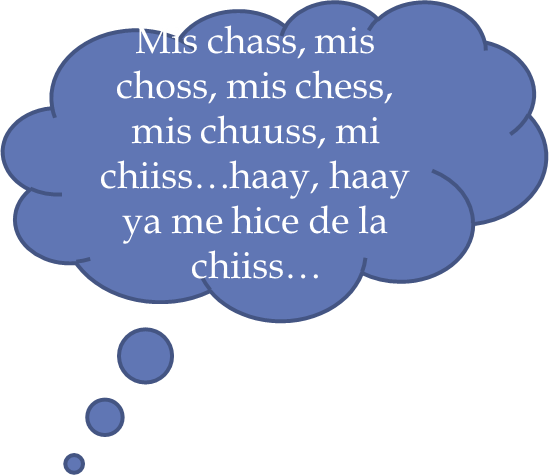 Mis chass, mis
choss, mis chess,
mis chuuss, mi
chiiss…haay, haay
ya me hice de la
chiiss…